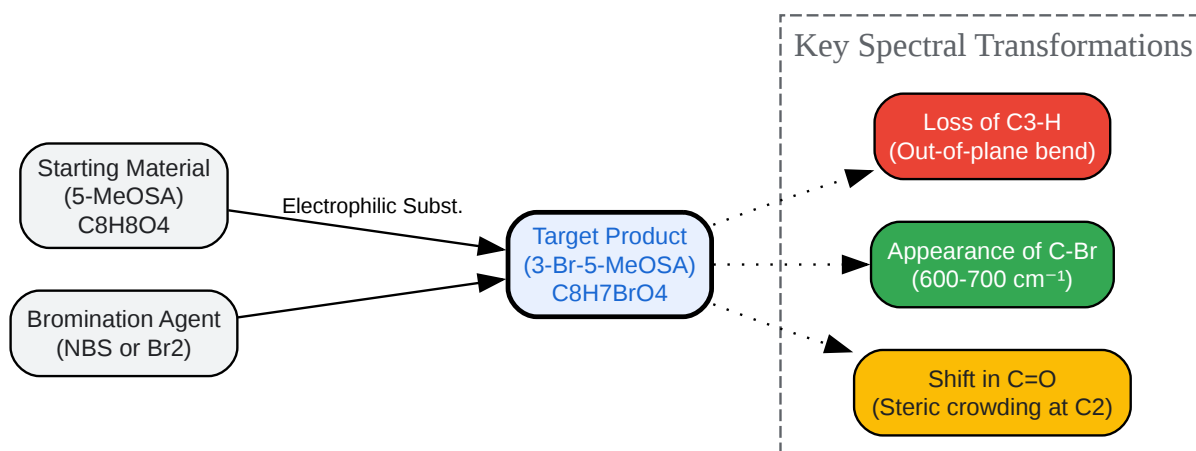 Key Spectral Transformations
Starting Material
(5-MeOSA)
C8H8O4
Bromination Agent
(NBS or Br2)
Electrophilic Subst.
Target Product
(3-Br-5-MeOSA)
C8H7BrO4
Loss of C3-H
(Out-of-plane bend)
Appearance of C-Br
(600-700 cm⁻¹)
Shift in C=O
(Steric crowding at C2)